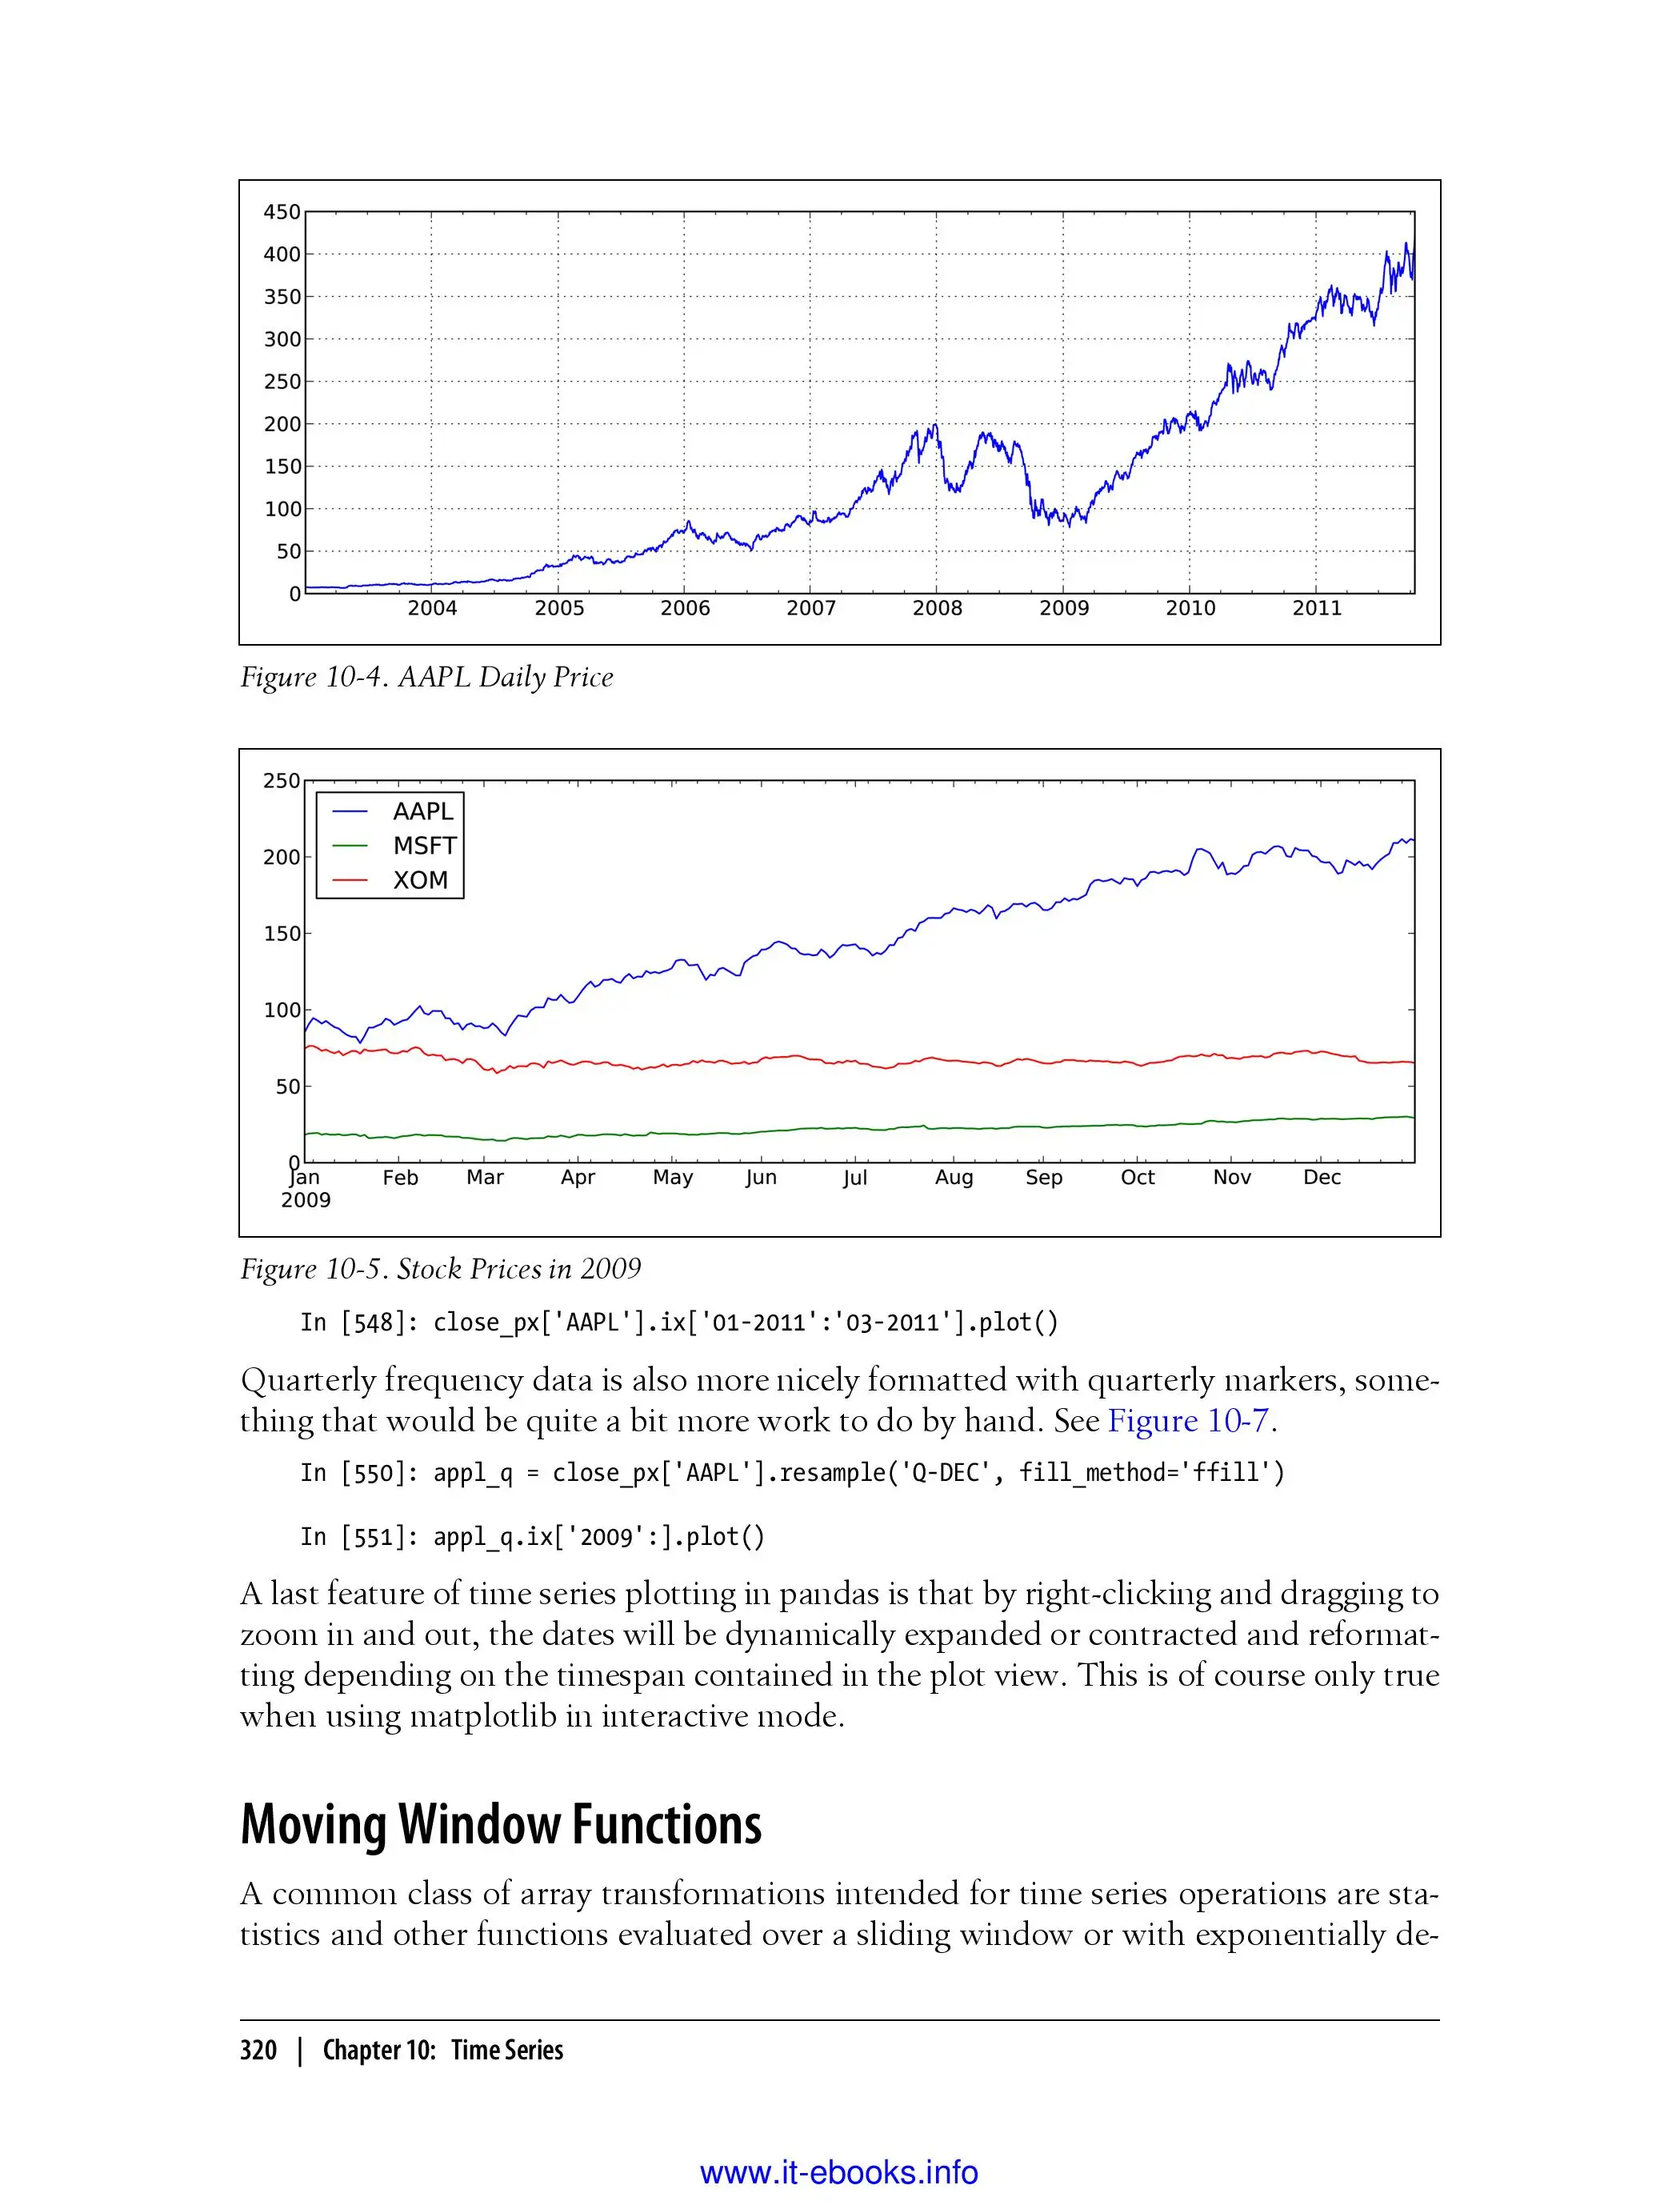 450
400
350
300
250
200
150
100
50
0
2004 2005 2006 2007 2008 2009 2010 2011
Figure 10-4. AAPL Daily Price
250
200
150
100
50
0
AAPL
MSFT
XOM
Jan Feb Mar Apr May Jun Jul Aug Sep Oct Nov Dec
2009
Figure 10-5. Stock Prices in 2009
In [548]: close_px['AAPL'].ix['01-2011':'03-2011'].plot()
Quarterly frequency data is also more nicely formatted with quarterly markers, some-
thing that would be quite a bit more work to do by hand. See Figure 10-7.
In [550]: appl_q = close_px['AAPL'].resample('Q-DEC', fill_method='ffill')
In [551]: appl_q.ix['2009':].plot()
A last feature of time series plotting in pandas is that by right-clicking and dragging to
zoom in and out, the dates will be dynamically expanded or contracted and reformat-
ting depending on the timespan contained in the plot view. This is of course only true
when using matplotlib in interactive mode.
Moving Window Functions
A common class of array transformations intended for time series operations are sta-
tistics and other functions evaluated over a sliding window or with exponentially de-
320 | Chapter 10: Time Series
www.it-ebooks.info